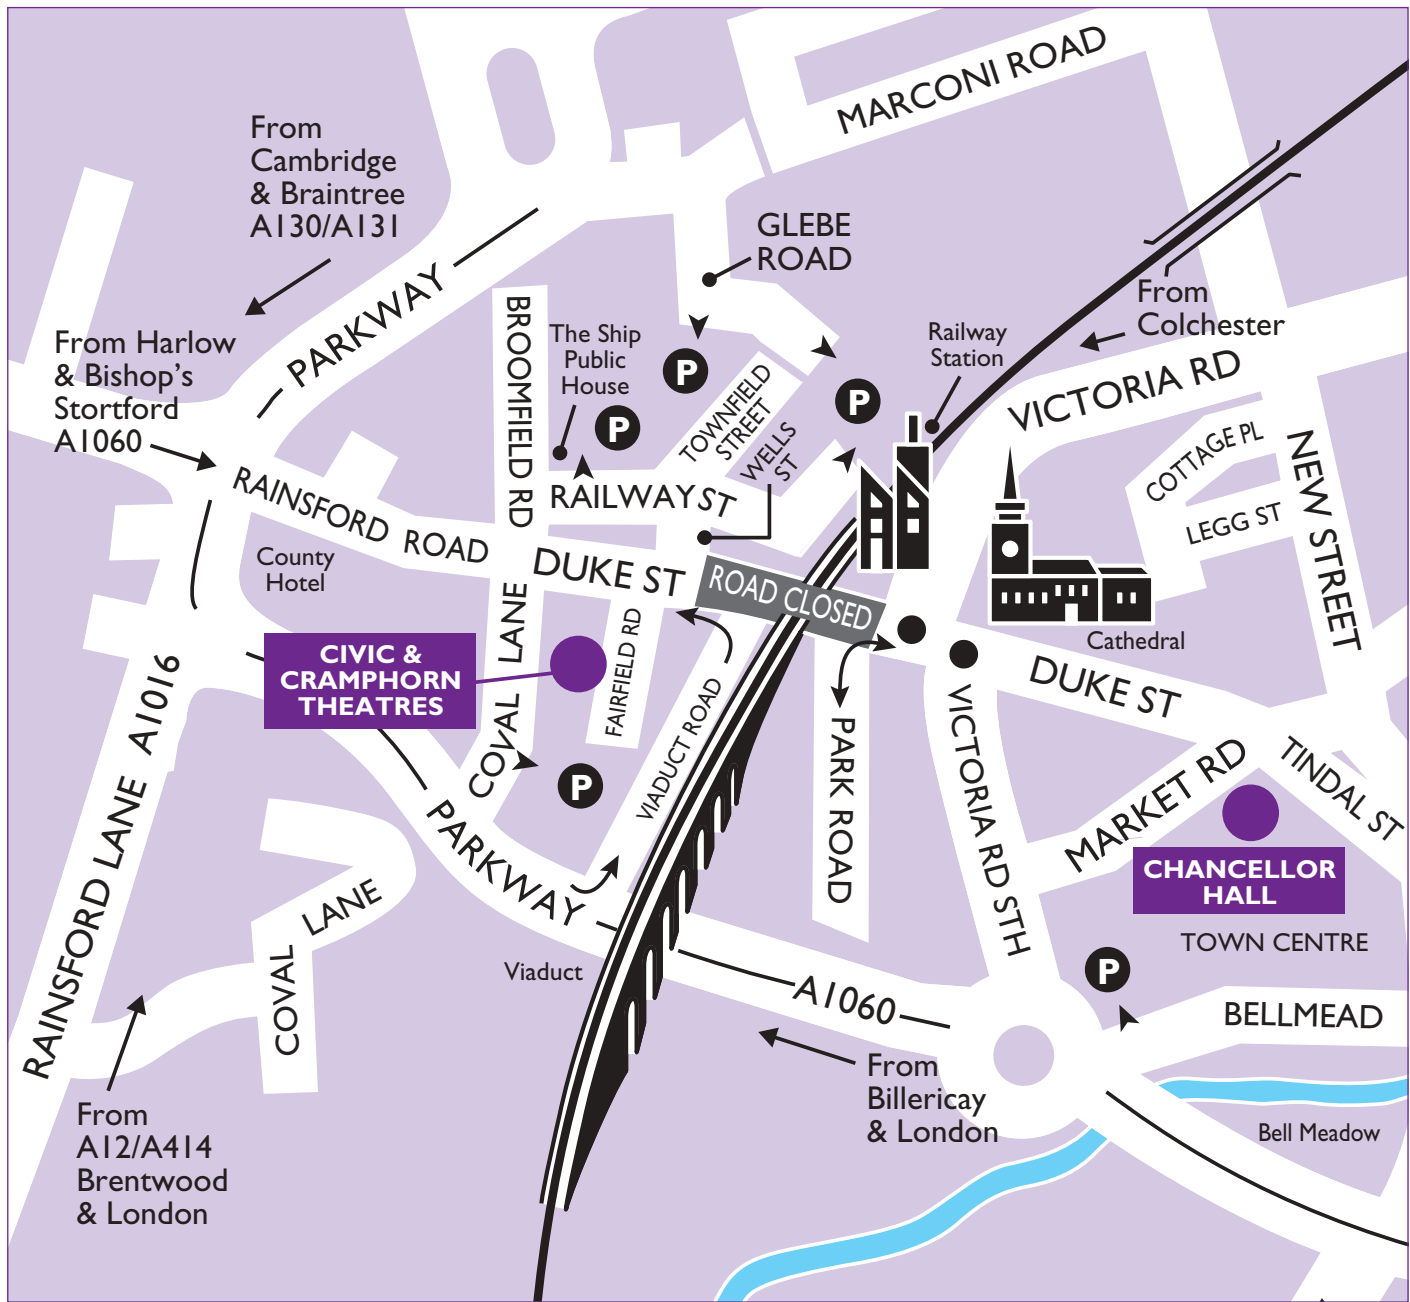 MARCONI ROAD
From
Cambridge
& Braintree
A130/A131
GLEBE
ROAD
PARKWAY
From
Colchester
From Harlow
& Bishop's
Stortford
A1060
BROOMFIELD RD
The Ship
Public
House
Railway
Station
P
P
P
TOWNFIELD
STREET
WELLS
ST
VICTORIA RD
COTTAGE PL
LEGG ST
NEW STREET
RAINSFORD ROAD
RAILWAY ST
County
Hotel
DUKE ST
ROAD CLOSED
Cathedral
CIVIC &
CRAMPHORN
THEATRES
COVAL LANE
FAIRFIELD RD
VIADUCT ROAD
PARK ROAD
VICTORIA RD STH
DUKE ST
TINDAL ST
MARKET RD
RAINSFORD LANE A1016
P
PARKWAY
CHANCELLOR
HALL
TOWN CENTRE
COVAL LANE
Viaduct
P
A1060
BELLMEAD
From
Billericay
& London
Bell Meadow
From
A12/A414
Brentwood
& London